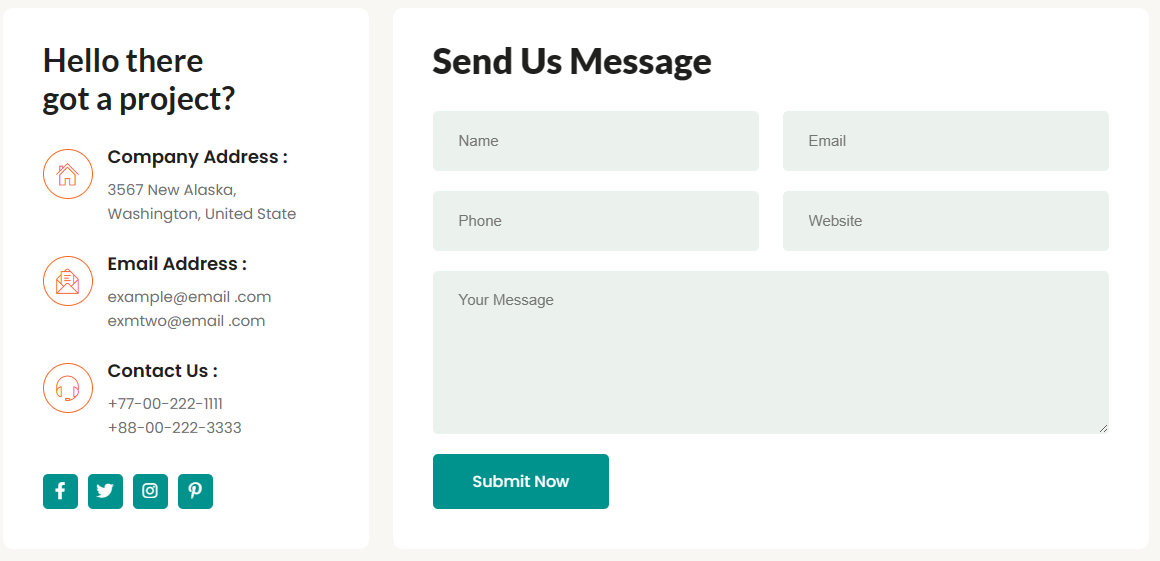 Hello there
got a project?
Company Address :
3567 New Alaska,
Washington, United State
Email Address :
example@email .com
exmtwo@email .com
Contact Us :
+77-00-222-1111
+88-00-222-3333
Send Us Message
Name
Email
Phone
Website
Your Message
Submit Now